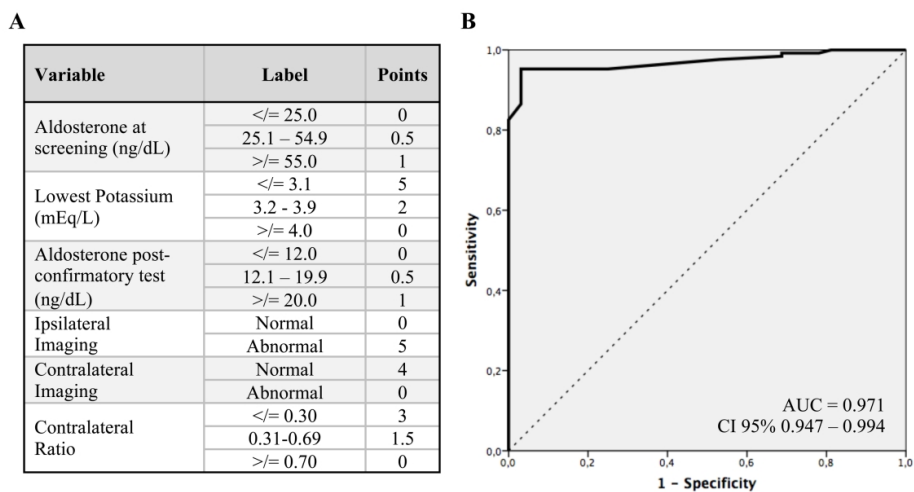 A
Variable Label Points
Aldosterone at
screening (ng/dL)
</= 25.0 0
25.1 – 54.9 0.5
>/= 55.0 1
Lowest Potassium
(mEq/L)
</= 3.1 5
3.2 - 3.9 2
>/= 4.0 0
Aldosterone post-
confirmatory test
(ng/dL)
</= 12.0 0
12.1 – 19.9 0.5
>/= 20.0 1
Ipsilateral
Imaging
Normal 0
Abnormal 5
Contralateral
Imaging
Normal 4
Abnormal 0
Contralateral
Ratio
</= 0.30 3
0.31-0.69 1.5
>/= 0.70 0
B
Sensitivity
1,0
0,8
0,6
0,4
0,2
0,0
AUC = 0.971
CI 95% 0.947 – 0.994
0,0 0,2 0,4 0,6 0,8 1,0
1 - Specificity